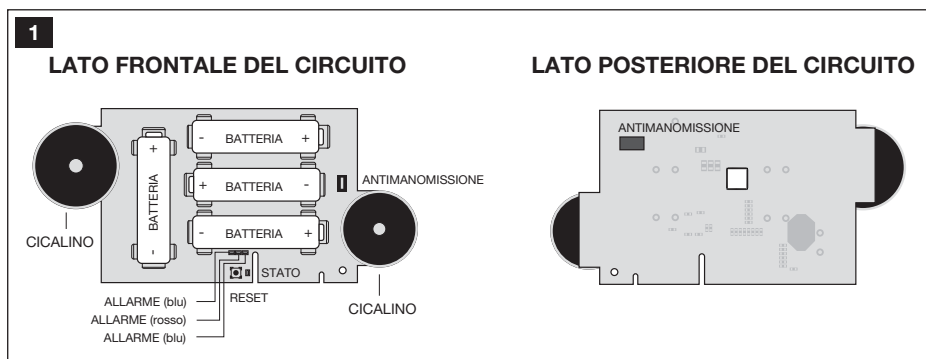 1
LATO FRONTALE DEL CIRCUITO
LATO POSTERIORE DEL CIRCUITO
- BATTERIA +
+ BATTERIA -
+ BATTERIA -
- BATTERIA +
ANTIMANOMISSIONE
CICALINO
STATO
RESET
CICALINO
ALLARME (blu)
ALLARME (rosso)
ALLARME (blu)
ANTIMANOMISSIONE